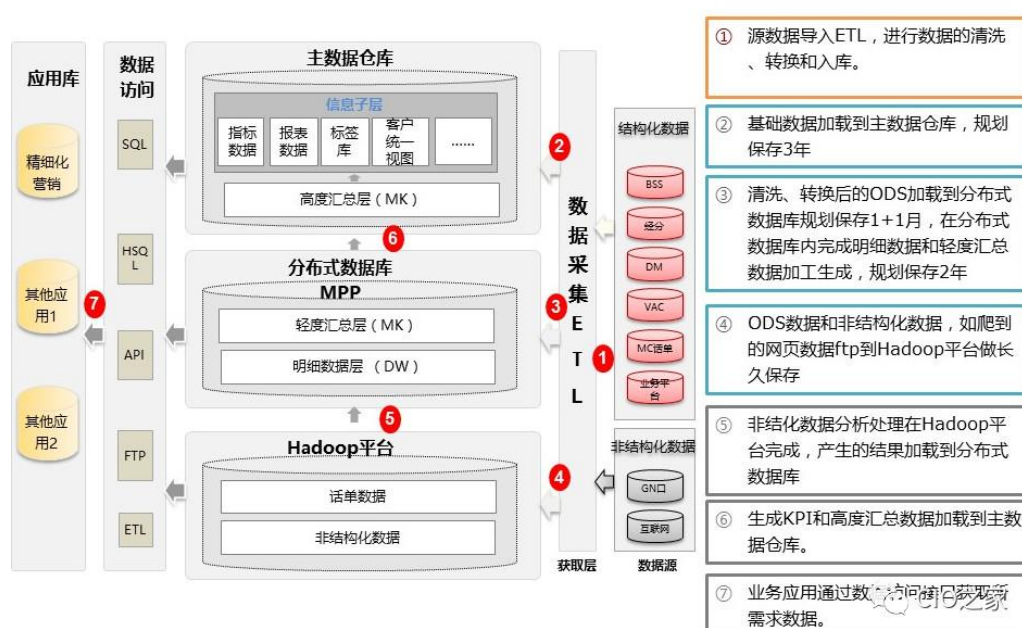 应用库
精细化
营销
其他应
用1
其他应
用2
数据
访问
SQL
HSQ
L
API
FTP
ETL
7
主数据仓库
信息子层
指标
数据
报表
数据
标签
库
客户
统一
视图
……
高度汇总层（MK）
6
分布式数据库
MPP
轻度汇总层（MK）
明细数据层 （DW）
5
Hadoop平台
话单数据
非结构化数据
2
3
4
数
据
采
集
E
T
L
获取层
1
结构化数据
BSS
经分
DM
VAC
MC话单
业务平
台
非结构化数据
GN口
互联网
数据源
① 源数据导入ETL，进行数据的清洗
、转换和入库。
② 基础数据加载到主数据仓库，规划
保存3年
③ 清洗、转换后的ODS加载到分布式
数据库规划保存1+1月，在分布式
数据库内完成明细数据和轻度汇总
数据加工生成，规划保存2年
④ ODS数据和非结构化数据，如爬到
的网页数据ftp到Hadoop平台做长
久保存
⑤ 非结化数据分析处理在Hadoop平
台完成，产生的结果加载到分布式
数据库
⑥ 生成KPI和高度汇总数据加载到主数
据仓库。
⑦ 业务应用通过数据访问接口获取所
需求数据。
CIO之家